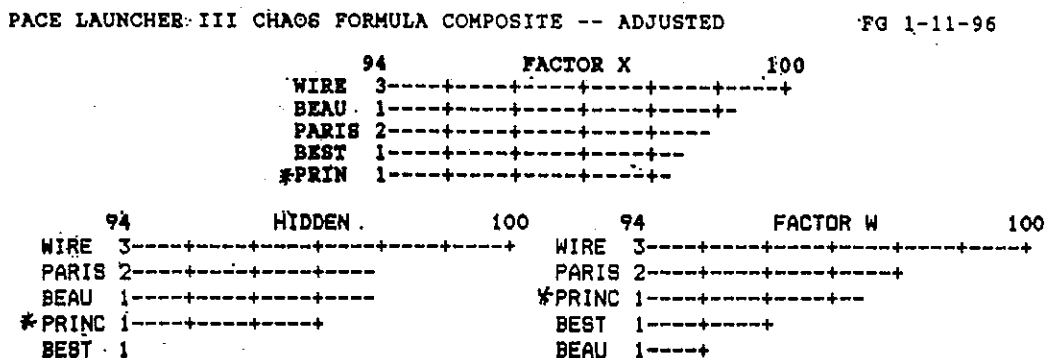 PACE LAUNCHER III CHAOS FORMULA COMPOSITE -- ADJUSTED FG 1-11-96
94 FACTOR X 100
WIRE 3----+----+----+----+----+----+
BEAU 1----+----+----+----+----+-
PARIS 2----+----+----+----+----
BEST 1----+----+----+----+--
*PRIN 1----+----+----+----+-
94 HIDDEN 100
WIRE 3----+----+----+----+----+----+
PARIS 2----+----+----+----
BEAU 1----+----+----+----
*PRINC 1----+----+----+
BEST 1
94 FACTOR W 100
WIRE 3----+----+----+----+----+----+
PARIS 2----+----+----+----+
*PRINC 1----+----+----+--
BEST 1----+----+
BEAU 1----+